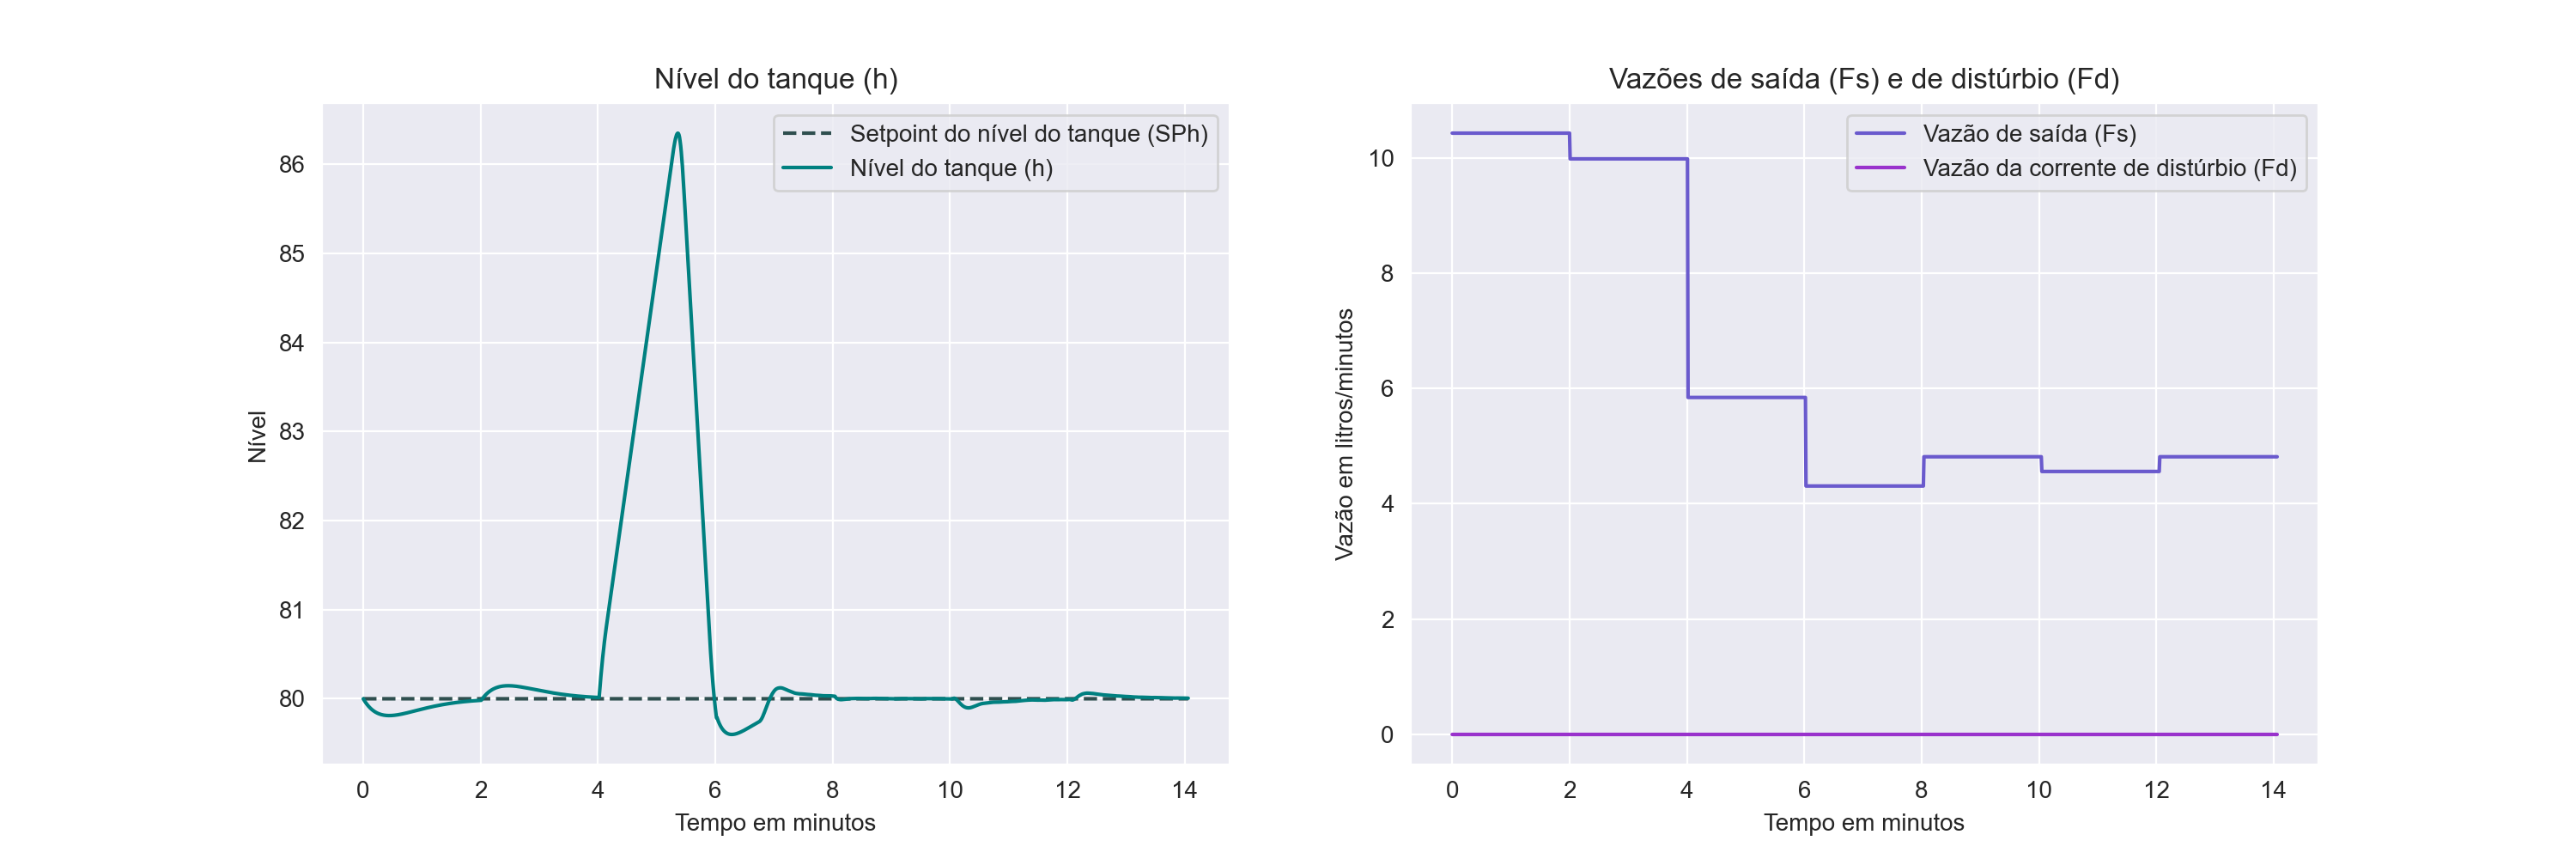 Nível do tanque (h)
Setpoint do nível do tanque (SPh)
Nível do tanque (h)
86
85
84
83
82
81
80
Nível
0 2 4 6 8 10 12 14
Tempo em minutos
Vazões de saída (Fs) e de distúrbio (Fd)
Vazão de saída (Fs)
Vazão da corrente de distúrbio (Fd)
10
8
6
4
2
0
Vazão em litros/minutos
0 2 4 6 8 10 12 14
Tempo em minutos